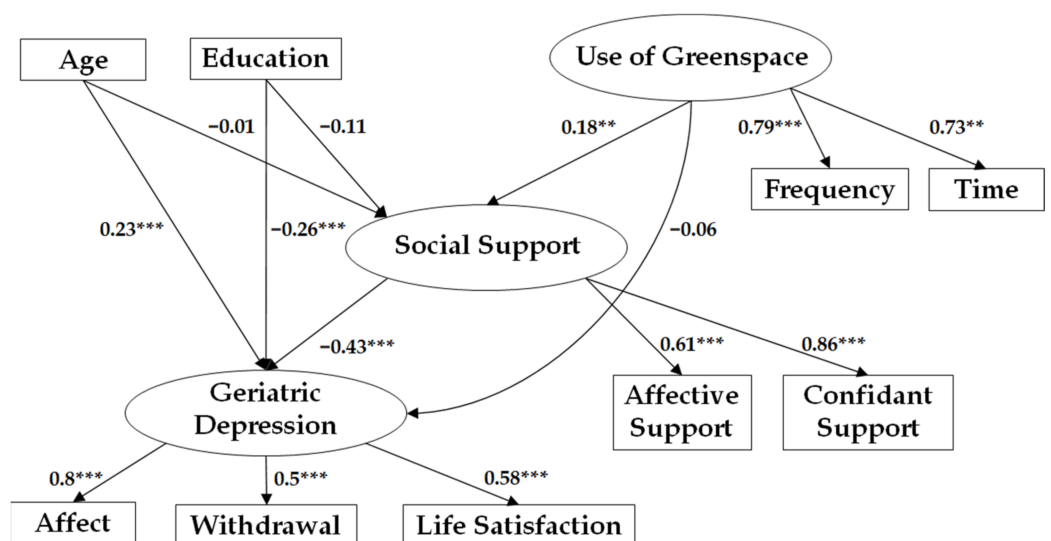 Age
Education
Use of Greenspace
−0.01
−0.11
0.18**
0.79***
0.73**
Frequency
Time
0.23***
−0.26***
Social Support
−0.06
−0.43***
0.61***
0.86***
Geriatric
Depression
Affective
Support
Confidant
Support
0.8***
0.5***
0.58***
Affect
Withdrawal
Life Satisfaction